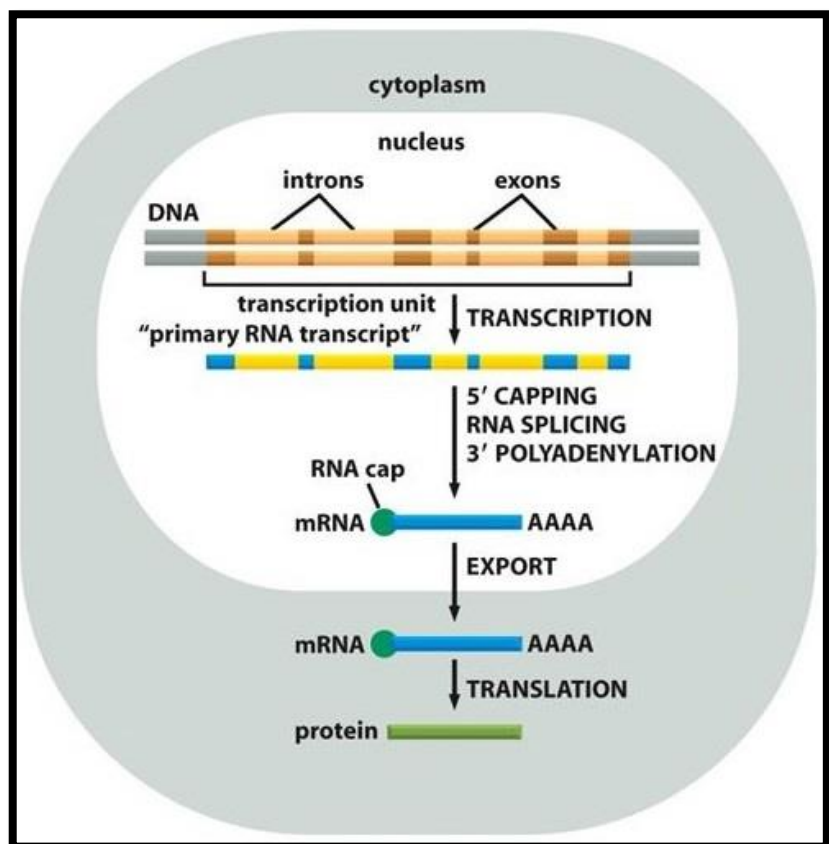 cytoplasm
nucleus
introns
exons
DNA
transcription unit
“primary RNA transcript”
TRANSCRIPTION
5′ CAPPING
RNA SPLICING
3′ POLYADENYLATION
RNA cap
mRNA
AAAA
EXPORT
mRNA
AAAA
TRANSLATION
protein